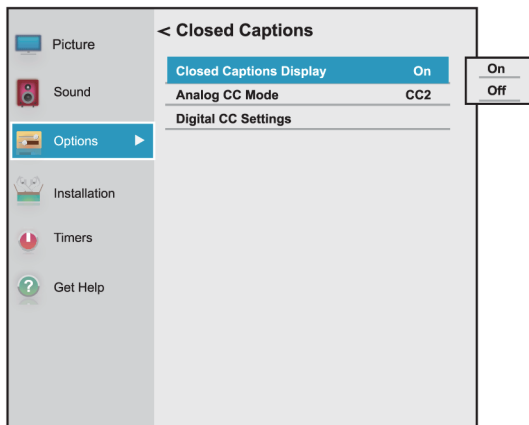 Picture
Sound
Options
Installation
Timers
Get Help
< Closed Captions
Closed Captions Display On
Analog CC Mode CC2
Digital CC Settings
On
Off